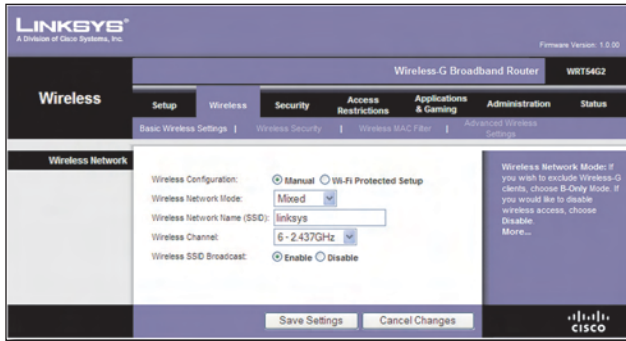 LINKSYS®
A Division of Cisco Systems, Inc.
Firmware Version: 1.0.00
Wireless-G Broadband Router WRT54G2
Wireless
Setup Wireless Security Access Restrictions Applications & Gaming Administration Status
Basic Wireless Settings | Wireless Security | Wireless MAC Filter | Advanced Wireless Settings
Wireless Network
Wireless Configuration: Manual Wi-Fi Protected Setup
Wireless Network Mode: Mixed
Wireless Network Name (SSID): linksys
Wireless Channel: 6 - 2.437GHz
Wireless SSID Broadcast: Enable Disable
Wireless Network Mode: If
you wish to exclude Wireless-G
clients, choose B-Only Mode. If
you would like to disable
wireless access, choose
Disable.
More...
Save Settings Cancel Changes
CISCO